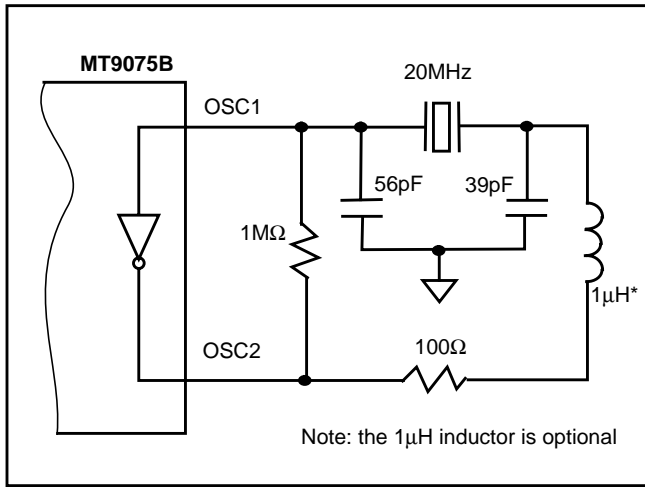 MT9075B
20MHz
OSC1
56pF
39pF
1MΩ
1µH*
OSC2
100Ω
Note: the 1µH inductor is optional